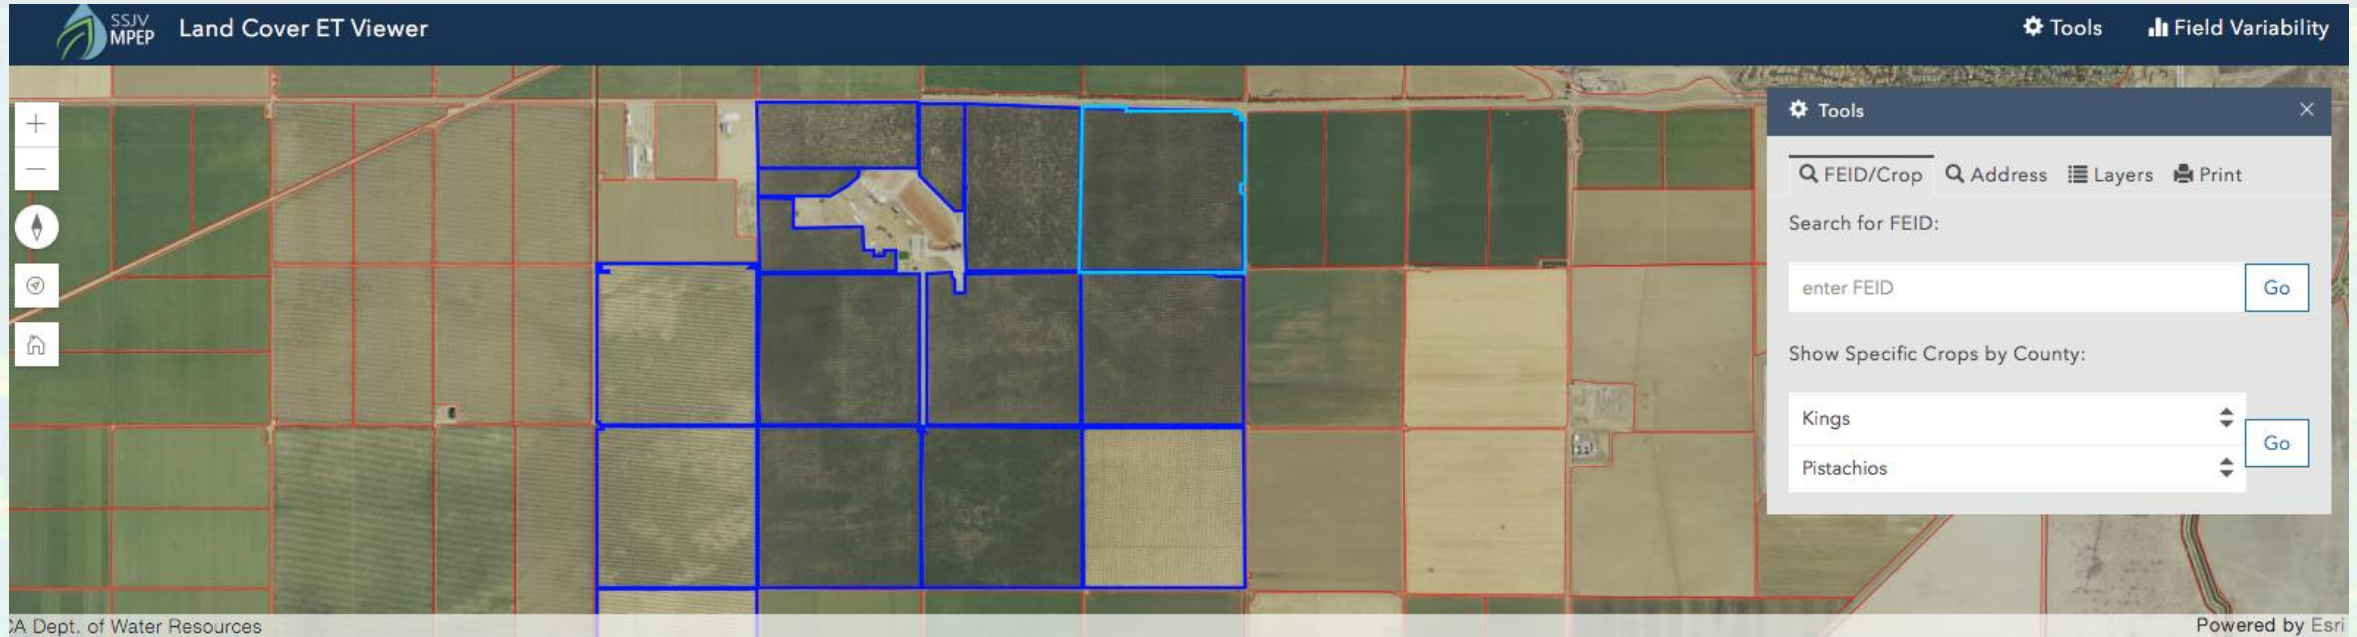 SSJV
MPEP
Land Cover ET Viewer
Tools
Field Variability
Tools
FEID/Crop
Address
Layers
Print
Search for FEID:
enter FEID
Go
Show Specific Crops by County:
Kings
Go
Pistachios
CA Dept. of Water Resources
Powered by Esri